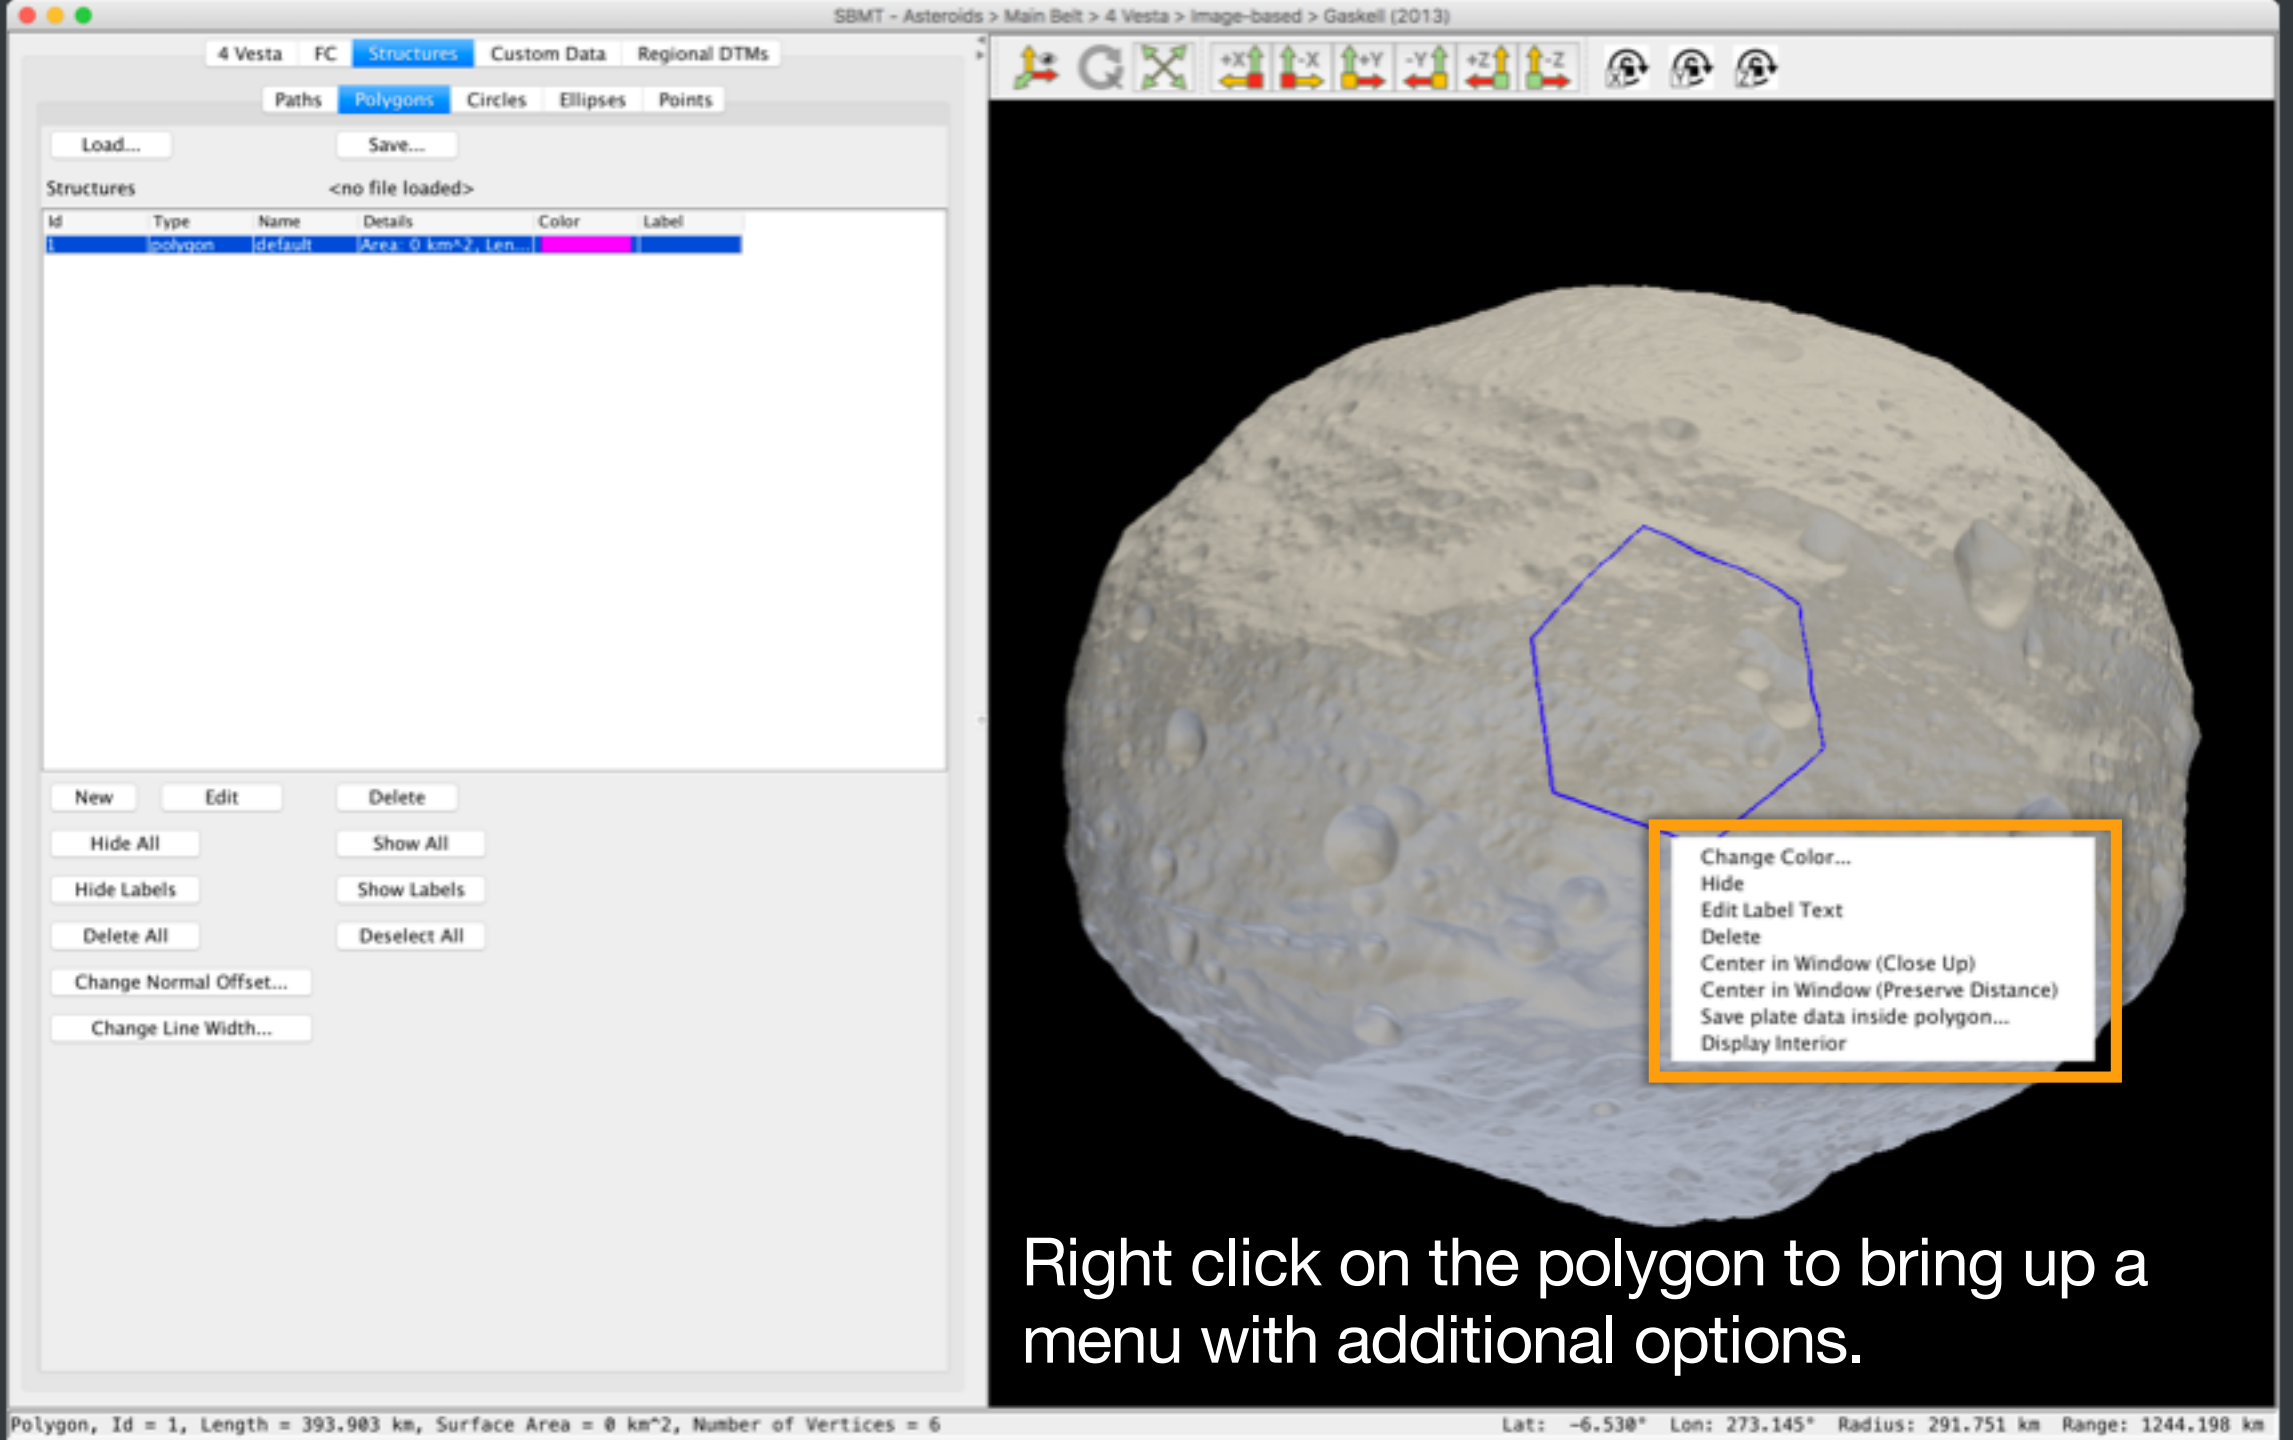 SBMT - Asteroids > Main Belt > 4 Vesta > Image-based > Gaskell (2013)
4 Vesta FC Structures Custom Data Regional DTMs
Paths Polygons Circles Ellipses Points
Load... Save...
Structures <no file loaded>
Id Type Name Details Color Label
1 polygon default Area: 0 km^2, Len...
New Edit Delete
Hide All Show All
Hide Labels Show Labels
Delete All Deselect All
Change Normal Offset...
Change Line Width...
+X -X +Y -Y +Z -Z
X Y Z
Change Color...
Hide
Edit Label Text
Delete
Center in Window (Close Up)
Center in Window (Preserve Distance)
Save plate data inside polygon...
Display Interior
Right click on the polygon to bring up a
menu with additional options.
Polygon, Id = 1, Length = 393.903 km, Surface Area = 0 km^2, Number of Vertices = 6
Lat: -6.530° Lon: 273.145° Radius: 291.751 km Range: 1244.198 km